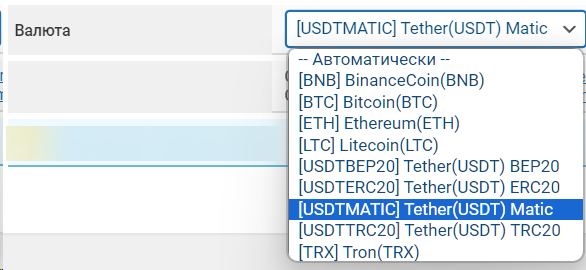 Валюта
[USDTMATIC] Tether(USDT) Matic
-- Автоматически --
[BNB] BinanceCoin(BNB)
[BTC] Bitcoin(BTC)
[ETH] Ethereum(ETH)
[LTC] Litecoin(LTC)
[USDTBEP20] Tether(USDT) BEP20
[USDTERC20] Tether(USDT) ERC20
[USDTMATIC] Tether(USDT) Matic
[USDTTRC20] Tether(USDT) TRC20
[TRX] Tron(TRX)